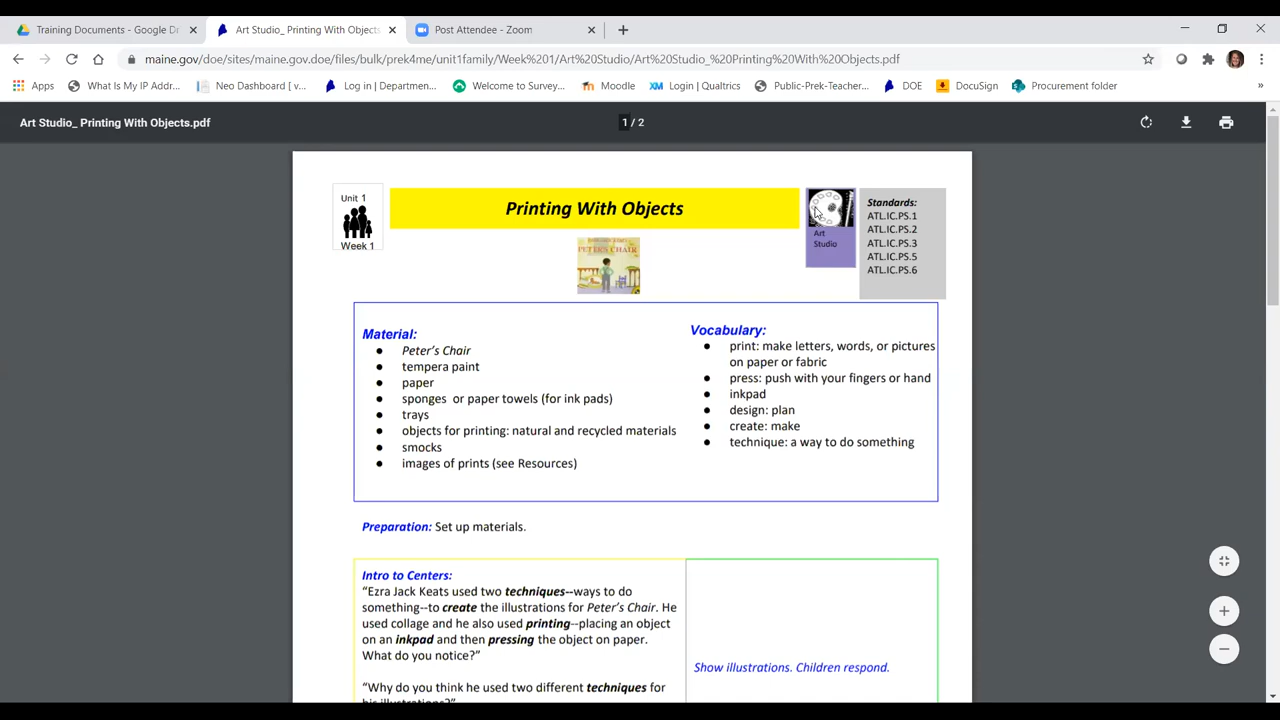 Training Documents - Google D
Art Studio_ Printing With Objects
Post Attendee - Zoom
maine.gov/doe/sites/maine.gov.doe/files/bulk/prek4me/unit1family/Week%201/Art%20Studio/Art%20Studio_%20Printing%20With%20Objects.pdf
Apps
What Is My IP Addr...
Neo Dashboard [ v...
Log in | Departmen...
Welcome to Survey...
Moodle
Login | Qualtrics
Public-Prek-Teacher...
DOE
DocuSign
Procurement folder
Art Studio_ Printing With Objects.pdf
1 / 2
Unit 1
Week 1
Printing With Objects
PETER'S CHAIR
Art
Studio
Standards:
ATL.IC.PS.1
ATL.IC.PS.2
ATL.IC.PS.3
ATL.IC.PS.5
ATL.IC.PS.6
Material:
● Peter's Chair
● tempera paint
● paper
● sponges or paper towels (for ink pads)
● trays
● objects for printing: natural and recycled materials
● smocks
● images of prints (see Resources)
Vocabulary:
● print: make letters, words, or pictures
on paper or fabric
● press: push with your fingers or hand
● inkpad
● design: plan
● create: make
● technique: a way to do something
Preparation: Set up materials.
Intro to Centers:
“Ezra Jack Keats used two techniques--ways to do
something--to create the illustrations for Peter's Chair. He
used collage and he also used printing--placing an object
on an inkpad and then pressing the object on paper.
What do you notice?”
“Why do you think he used two different techniques for
his illustrations?”
Show illustrations. Children respond.